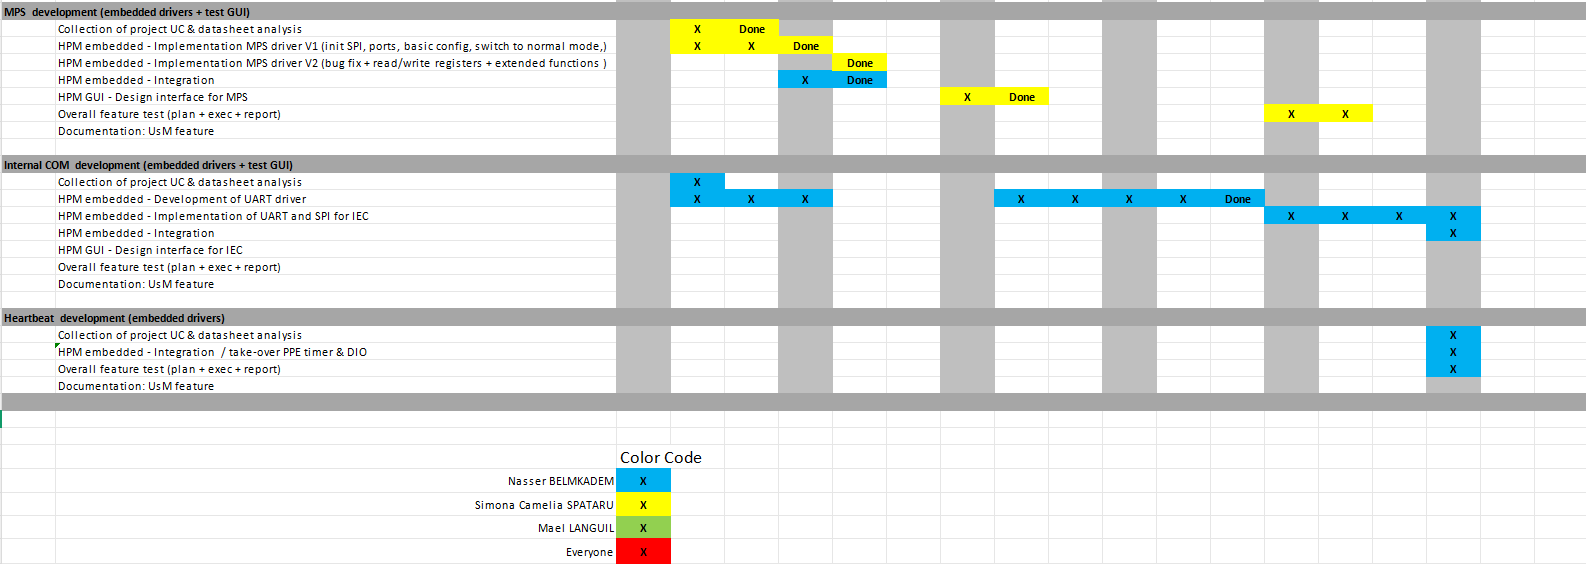 MPS  development (embedded drivers + test GUI)
Collection of project UC & datasheet analysis X Done
HPM embedded - Implementation MPS driver V1 (init SPI, ports, basic config, switch to normal mode,) X X Done
HPM embedded - Implementation MPS driver V2 (bug fix + read/write registers + extended functions ) Done
HPM embedded - Integration X Done
HPM GUI - Design interface for MPS X Done
Overall feature test (plan + exec + report) X X
Documentation: UsM feature
Internal COM  development (embedded drivers + test GUI)
Collection of project UC & datasheet analysis X
HPM embedded - Development of UART driver X X X X X X X Done
HPM embedded - Implementation of UART and SPI for IEC X X X X
HPM embedded - Integration X
HPM GUI - Design interface for IEC
Overall feature test (plan + exec + report)
Documentation: UsM feature
Heartbeat  development (embedded drivers)
Collection of project UC & datasheet analysis X
HPM embedded - Integration  / take-over PPE timer & DIO X
Overall feature test (plan + exec + report) X
Documentation: UsM feature
Color Code
Nasser BELMKADEM X
Simona Camelia SPATARU X
Mael LANGUIL X
Everyone X